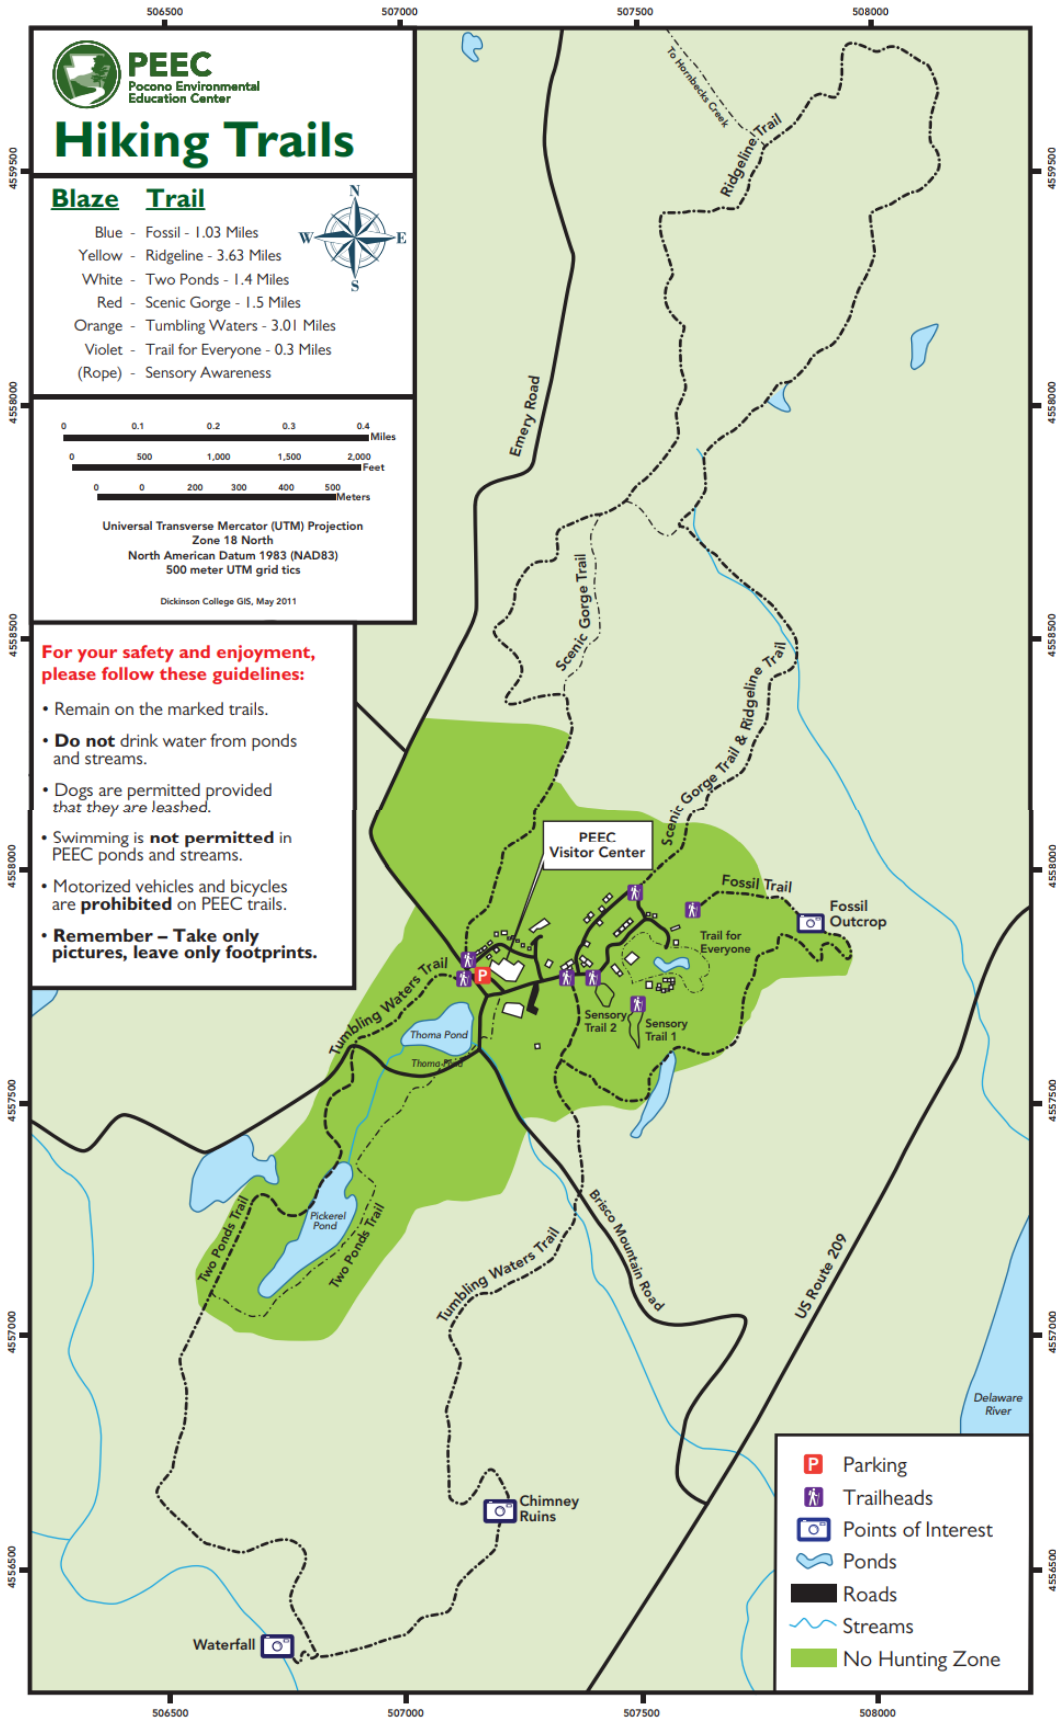 506500
507000
507500
508000
PEEC
Pocono Environmental
Education Center
Hiking Trails
Blaze Trail
Blue - Fossil - 1.03 Miles
Yellow - Ridgeline - 3.63 Miles
White - Two Ponds - 1.4 Miles
Red - Scenic Gorge - 1.5 Miles
Orange - Tumbling Waters - 3.01 Miles
Violet - Trail for Everyone - 0.3 Miles
(Rope) - Sensory Awareness
N
W
E
S
0 0.1 0.2 0.3 0.4
Miles
0 500 1,000 1,500 2,000
Feet
0 0 200 300 400 500
Meters
Universal Transverse Mercator (UTM) Projection
Zone 18 North
North American Datum 1983 (NAD83)
500 meter UTM grid tics
Dickinson College GIS, May 2011
For your safety and enjoyment,
please follow these guidelines:
• Remain on the marked trails.
• Do not drink water from ponds
and streams.
• Dogs are permitted provided
that they are leashed.
• Swimming is not permitted in
PEEC ponds and streams.
• Motorized vehicles and bicycles
are prohibited on PEEC trails.
• Remember – Take only
pictures, leave only footprints.
4559500
4558000
4558500
4558000
4557500
4557000
4556500
To Hornbecks Creek
Ridgeline Trail
Emery Road
Scenic Gorge Trail
Scenic Gorge Trail & Ridgeline Trail
PEEC
Visitor Center
Fossil Trail
Fossil
Outcrop
Trail for
Everyone
P
Tumbling Waters Trail
Sensory
Trail 2
Sensory
Trail 1
Thoma Pond
Thoma Pond
Two Ponds Trail
Pickerel
Pond
Two Ponds Trail
Tumbling Waters Trail
Brisco Mountain Road
US Route 209
Delaware
River
Chimney
Ruins
Waterfall
P Parking
Trailheads
Points of Interest
Ponds
Roads
Streams
No Hunting Zone
4559500
4558000
4558500
4558000
4557500
4557000
4556500
506500
507000
507500
508000